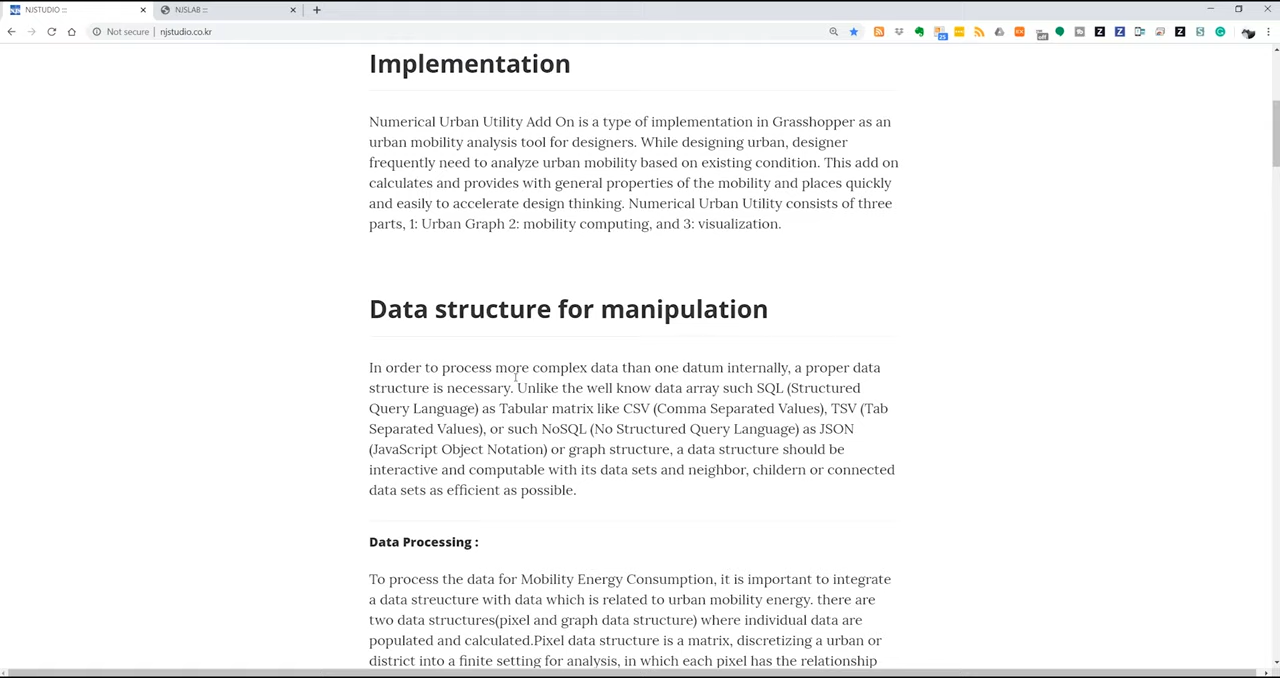 NJSTUDIO :::
NJSLAB :::
Not secure | njstudio.co.kr
Implementation
Numerical Urban Utility Add On is a type of implementation in Grasshopper as an
urban mobility analysis tool for designers. While designing urban, designer
frequently need to analyze urban mobility based on existing condition. This add on
calculates and provides with general properties of the mobility and places quickly
and easily to accelerate design thinking. Numerical Urban Utility consists of three
parts, 1: Urban Graph 2: mobility computing, and 3: visualization.
Data structure for manipulation
In order to process more complex data than one datum internally, a proper data
structure is necessary. Unlike the well know data array such SQL (Structured
Query Language) as Tabular matrix like CSV (Comma Separated Values), TSV (Tab
Separated Values), or such NoSQL (No Structured Query Language) as JSON
(JavaScript Object Notation) or graph structure, a data structure should be
interactive and computable with its data sets and neighbor, childern or connected
data sets as efficient as possible.
Data Processing :
To process the data for Mobility Energy Consumption, it is important to integrate
a data streucture with data which is related to urban mobility energy. there are
two data structures(pixel and graph data structure) where individual data are
populated and calculated.Pixel data structure is a matrix, discretizing a urban or
district into a finite setting for analysis, in which each pixel has the relationship